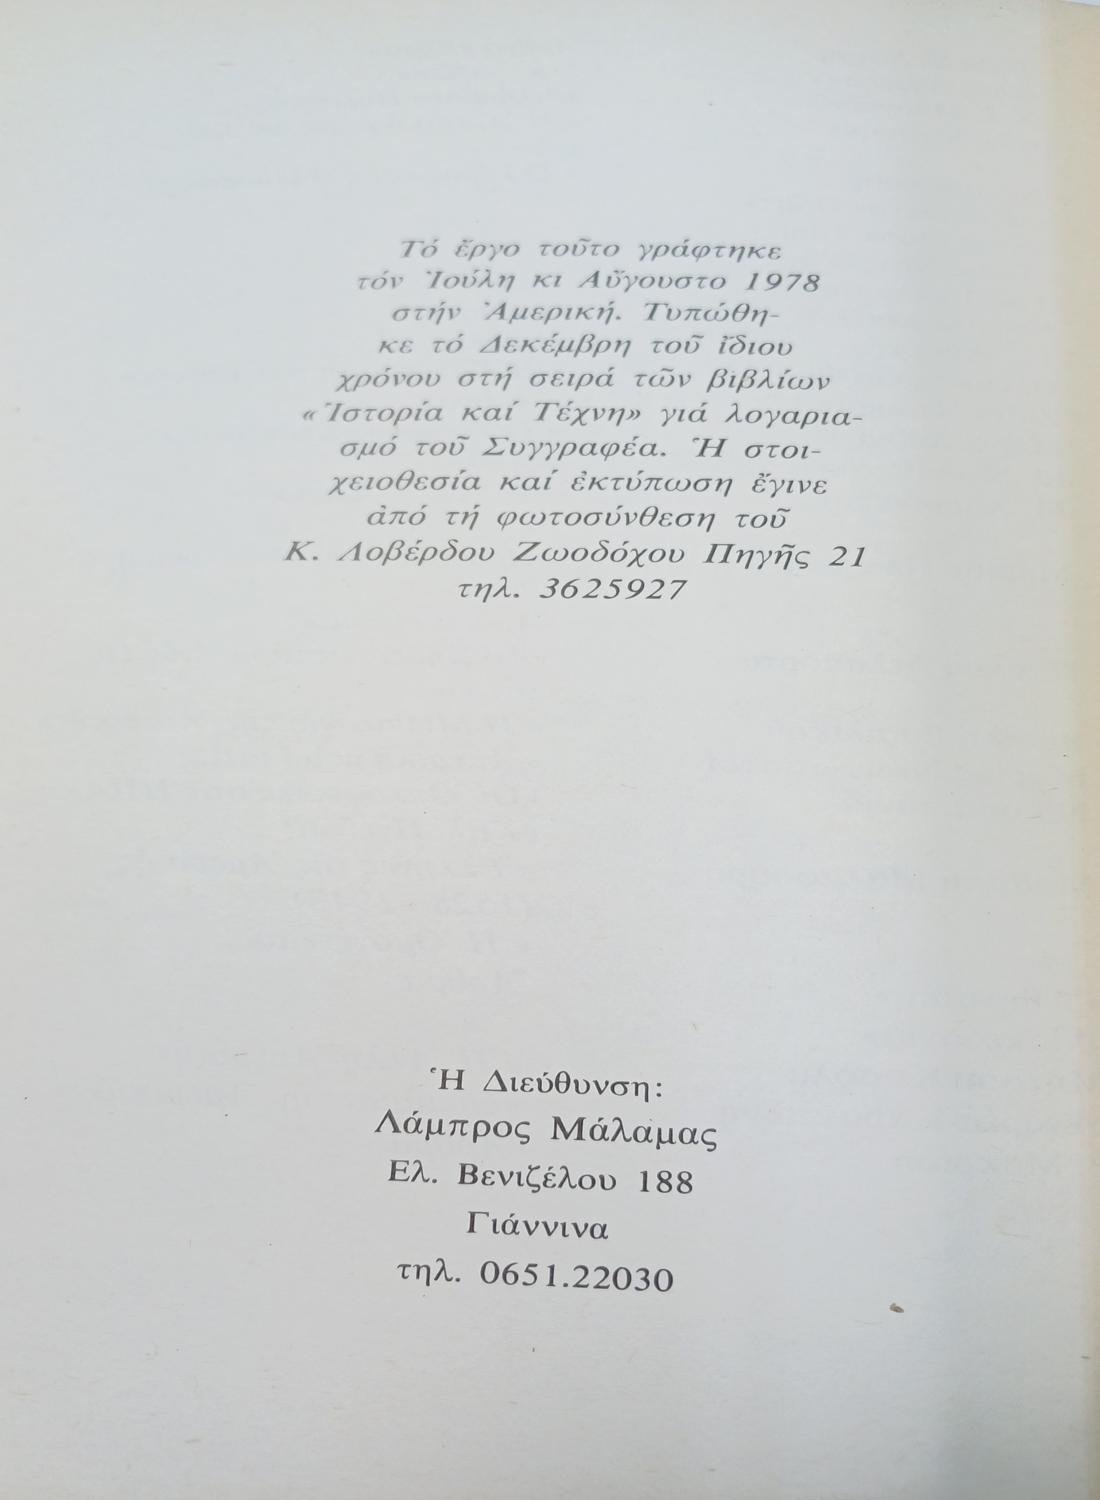 Τό ἔργο τοῦτο γράφτηκε
τόν Ἰούλη κι Αὔγουστο 1978
στήν Ἀμερική. Τυπώθη-
κε τό Δεκέμβρη τοῦ ἴδιου
χρόνου στή σειρά τῶν βιβλίων
«Ἱστορία καί Τέχνη» γιά λογαρια-
σμό τοῦ Συγγραφέα. Ἡ στοι-
χειοθεσία καί ἐκτύπωση ἔγινε
ἀπό τή φωτοσύνθεση τοῦ
Κ. Λοβέρδου Ζωοδόχου Πηγῆς 21
τηλ. 3625927
Ἡ Διεύθυνση:
Λάμπρος Μάλαμας
Ελ. Βενιζέλου 188
Γιάννινα
τηλ. 0651.22030